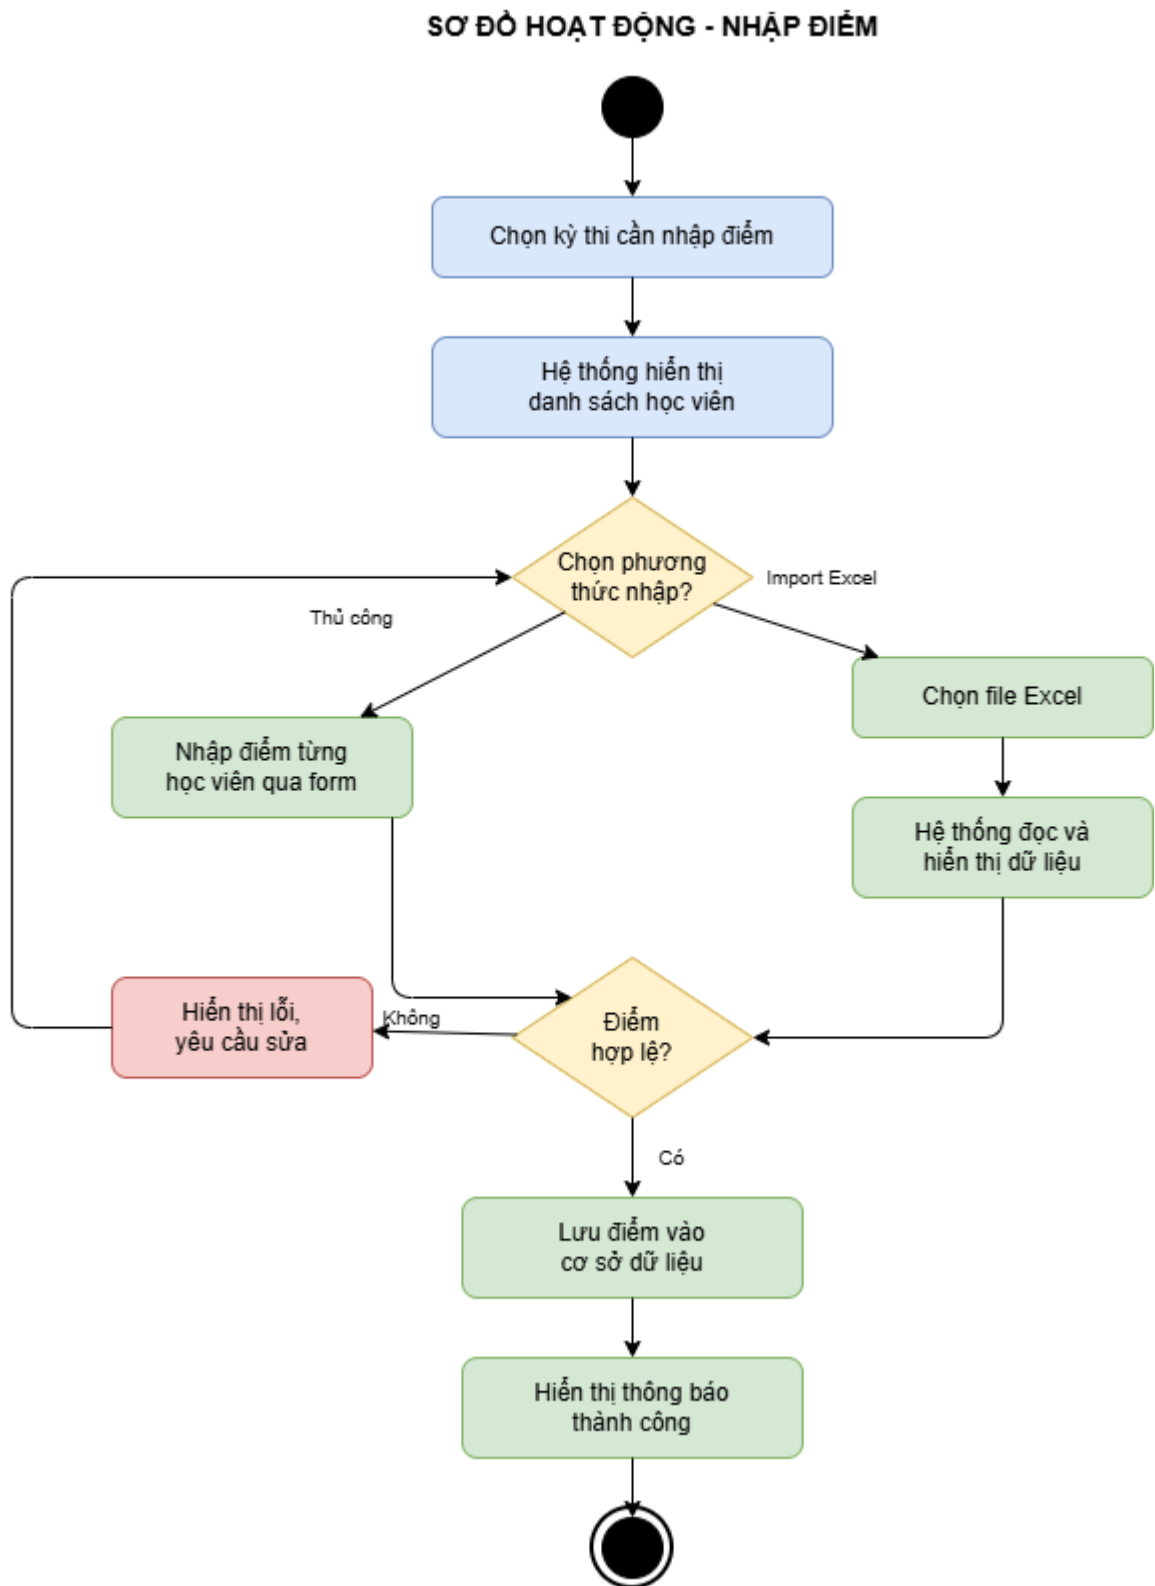 SƠ ĐỒ HOẠT ĐỘNG - NHẬP ĐIỂM
Chọn kỳ thi cần nhập điểm
Hệ thống hiển thị
danh sách học viên
Chọn phương
thức nhập?
Import Excel
Thủ công
Chọn file Excel
Nhập điểm từng
học viên qua form
Hệ thống đọc và
hiển thị dữ liệu
Hiển thị lỗi,
yêu cầu sửa
Không
Điểm
hợp lệ?
Có
Lưu điểm vào
cơ sở dữ liệu
Hiển thị thông báo
thành công